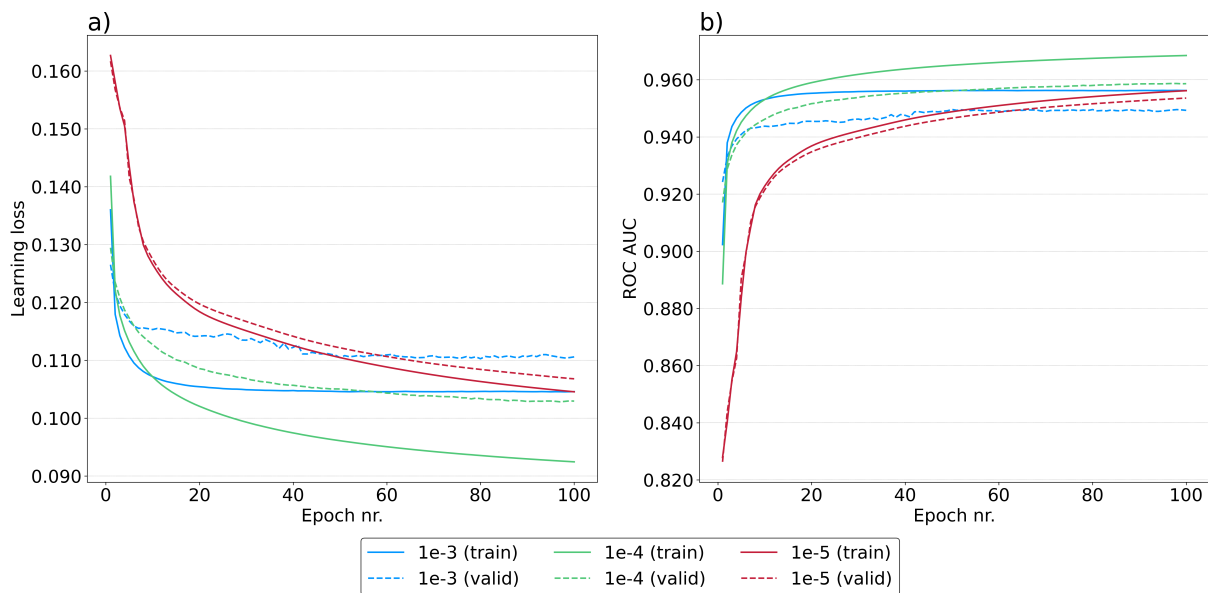 a)
0.160
0.150
0.140
0.130
0.120
0.110
0.100
0.090
Learning loss
0 20 40 60 80 100
Epoch nr.
b)
0.960
0.940
0.920
0.900
0.880
0.860
0.840
0.820
ROC AUC
0 20 40 60 80 100
Epoch nr.
1e-3 (train) 1e-4 (train) 1e-5 (train)
1e-3 (valid) 1e-4 (valid) 1e-5 (valid)